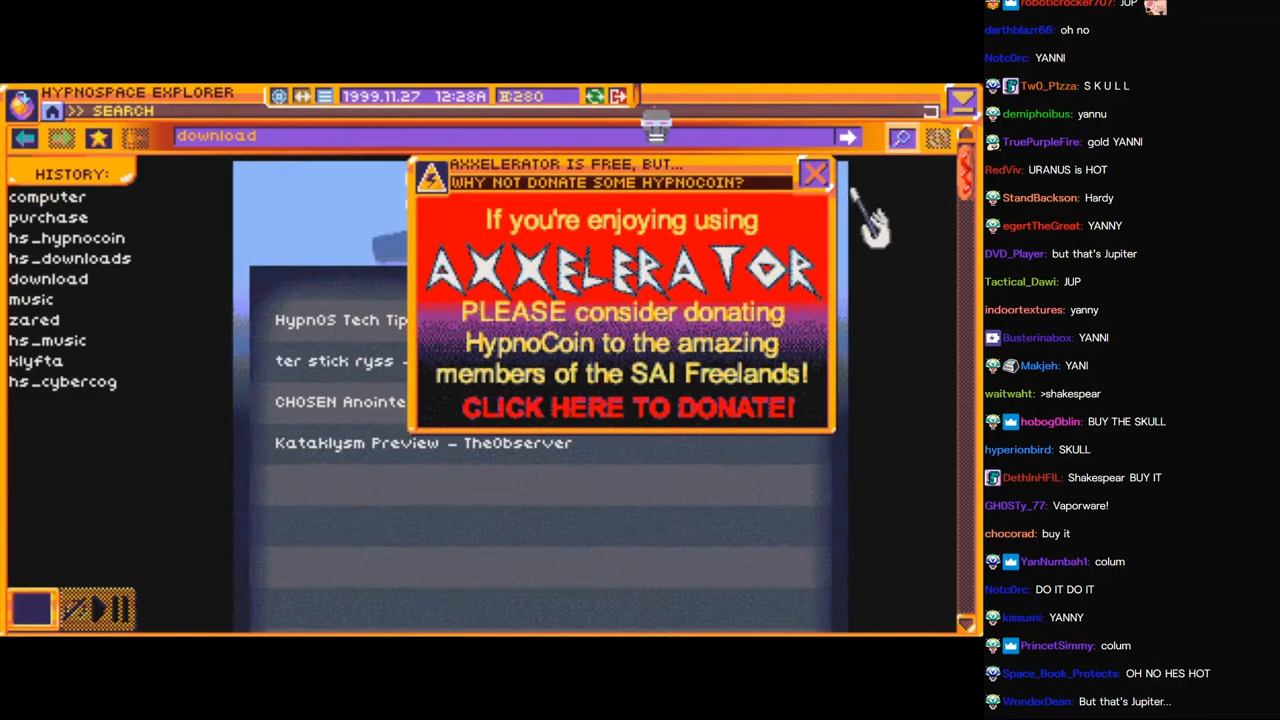 HYPNOSPACE EXPLORER
1999.11.27 12:28A
280
>> SEARCH
download
HISTORY:
computer
purchase
hs_hypnocoin
hs_downloads
download
music
zared
hs_music
klyfta
hs_cybercog
AXXELERATOR IS FREE, BUT...
WHY NOT DONATE SOME HYPNOCOIN?
If you're enjoying using
AXXELERATOR
PLEASE consider donating
HypnoCoin to the amazing
members of the SAI Freelands!
CLICK HERE TO DONATE!
HypnOS Tech Tip
ter stick ryss -
CHOSEN Anointe
Kataklysm Preview - TheObserver
roboticrocker707: JUP
darthblazr66: oh no
NotcOrc: YANNI
Tw0_P1zza: S K U L L
demiphoibus: yannu
TruePurpleFire: gold YANNI
RedViv: URANUS is HOT
StandBackson: Hardy
egertTheGreat: YANNY
DVD_Player: but that's Jupiter
Tactical_Dawi: JUP
indoortextures: yanny
Busterinabox: YANNI
Makjeh: YANI
waitwaht: >shakespear
hobog0blin: BUY THE SKULL
hyperionbird: SKULL
DethInHFIL: Shakespear BUY IT
GH0STy_77: Vaporware!
chocorad: buy it
YanNumbah1: colum
NotcOrc: DO IT DO IT
kissumi: YANNY
PrincetSimmy: colum
Space_Book_Protects: OH NO HES HOT
WonderDean: But that's Jupiter...